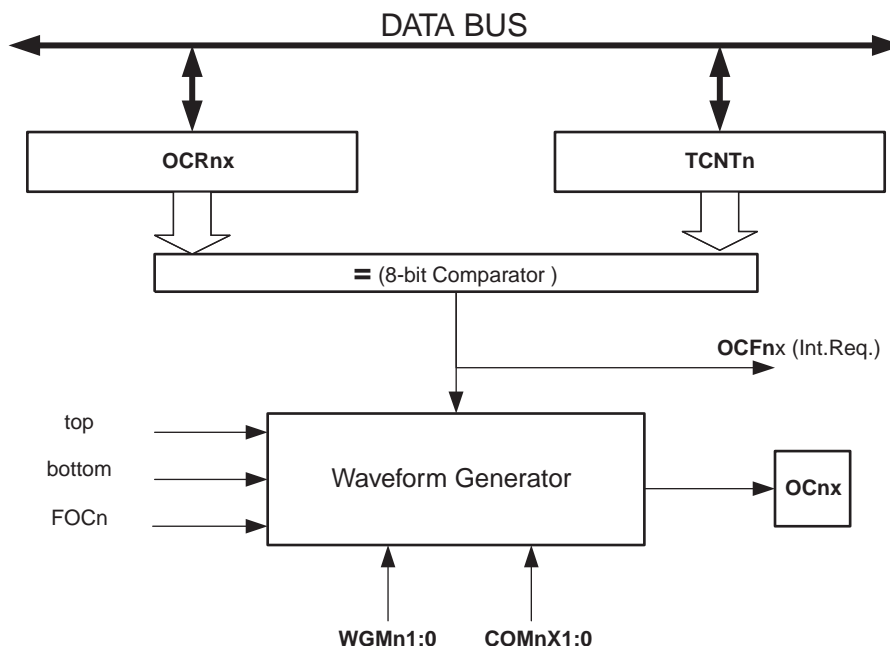 DATA BUS
OCRnx
TCNTn
= (8-bit Comparator )
OCFnx (Int.Req.)
top
bottom
FOCn
Waveform Generator
OCnx
WGMn1:0
COMnX1:0